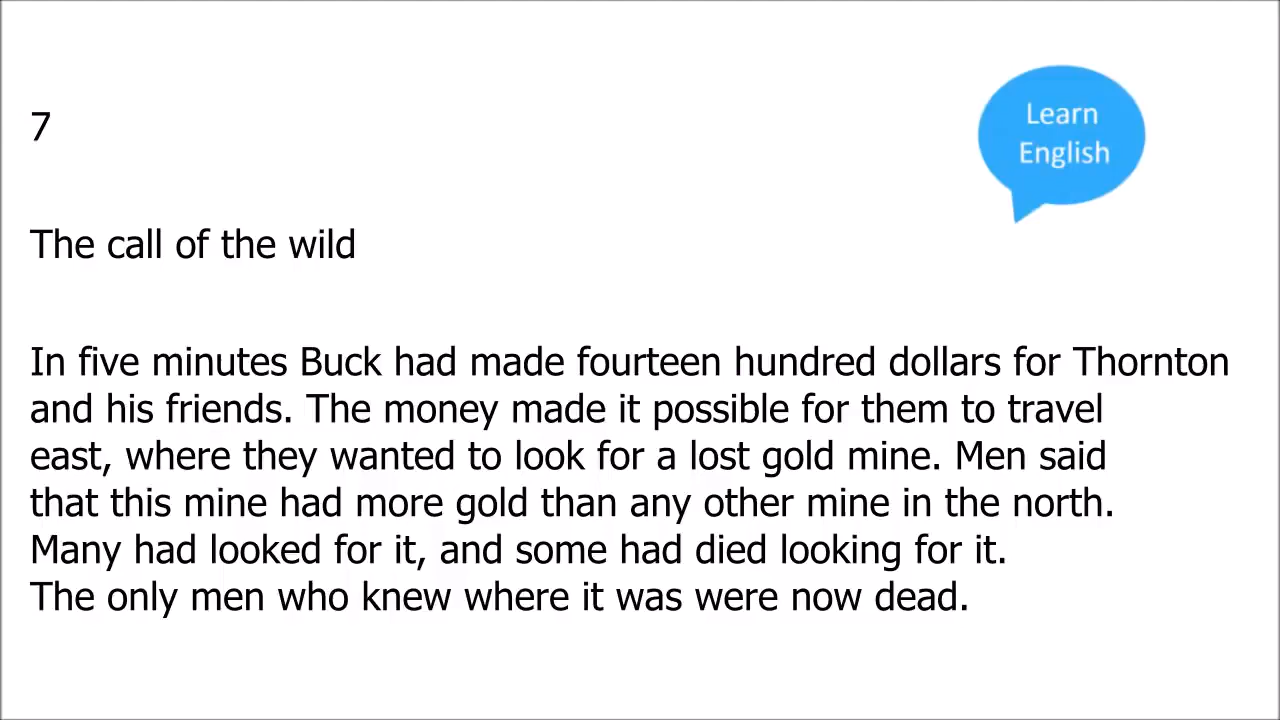 7
Learn
English
The call of the wild
In five minutes Buck had made fourteen hundred dollars for Thornton
and his friends. The money made it possible for them to travel
east, where they wanted to look for a lost gold mine. Men said
that this mine had more gold than any other mine in the north.
Many had looked for it, and some had died looking for it.
The only men who knew where it was were now dead.